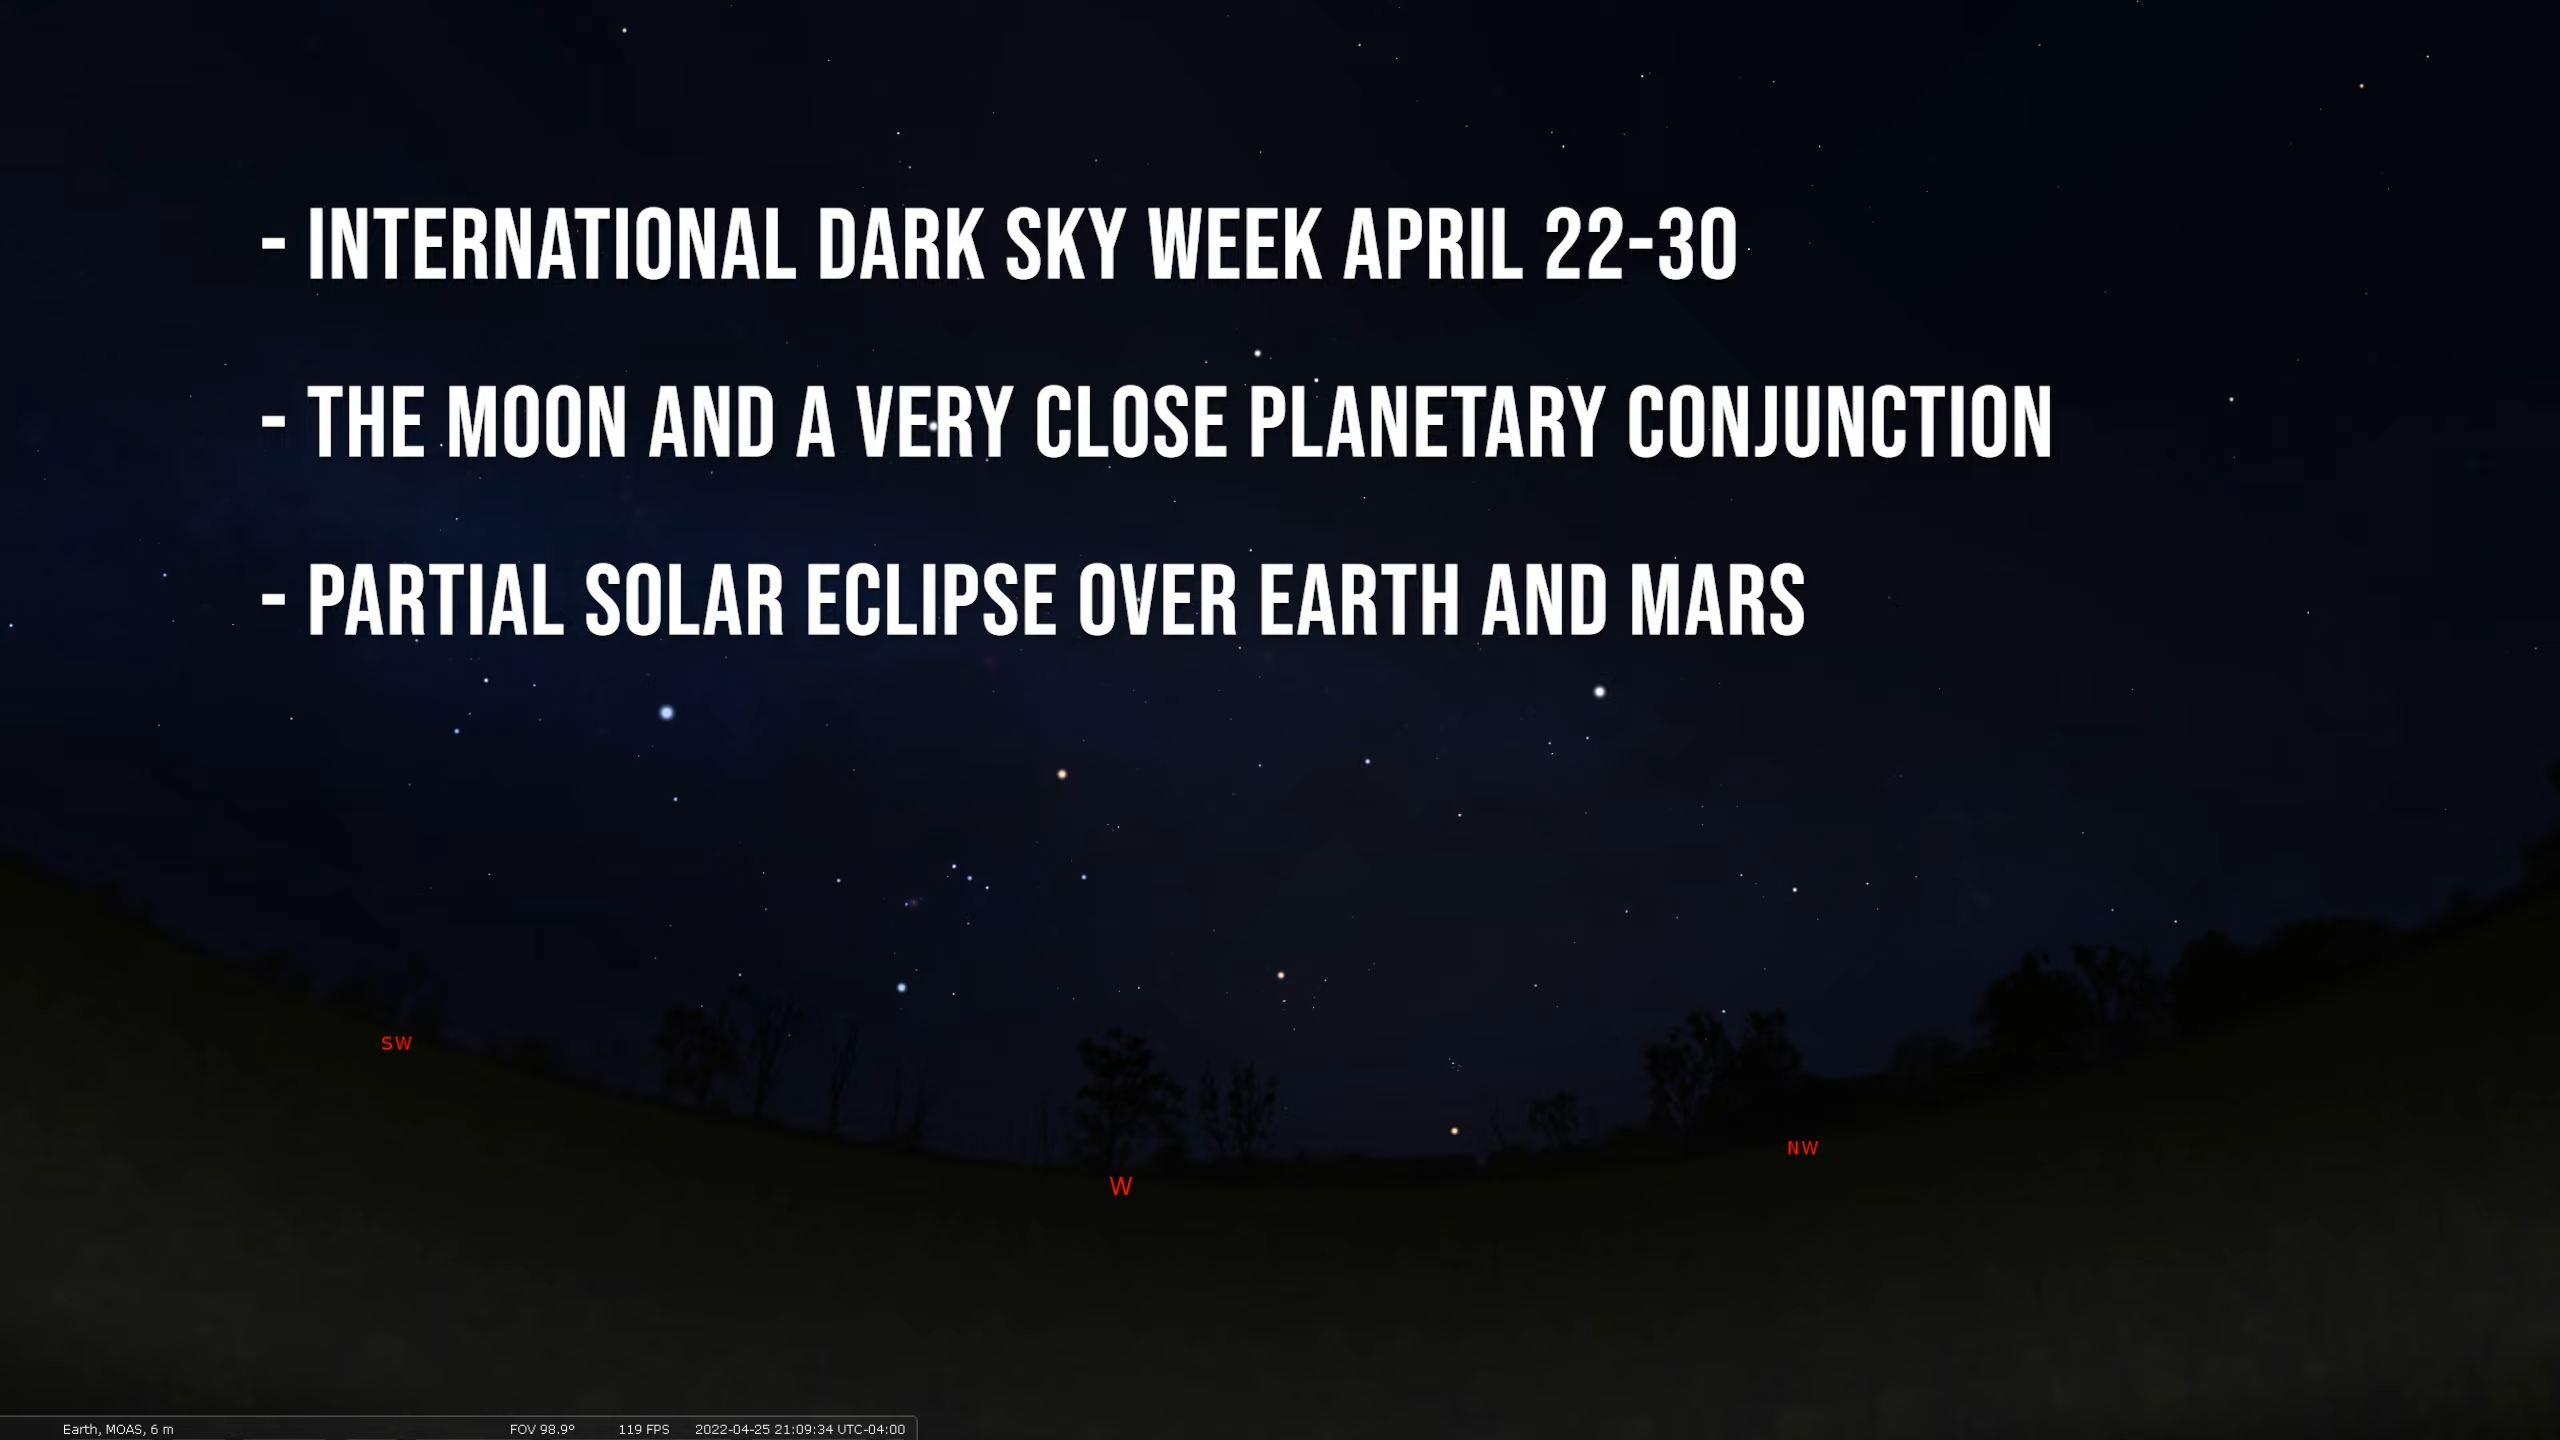 - INTERNATIONAL DARK SKY WEEK APRIL 22-30
- THE MOON AND A VERY CLOSE PLANETARY CONJUNCTION
- PARTIAL SOLAR ECLIPSE OVER EARTH AND MARS
SW
NW
W
Earth, MOAS, 6 m FOV 98.9° 119 FPS 2022-04-25 21:09:34 UTC-04:00